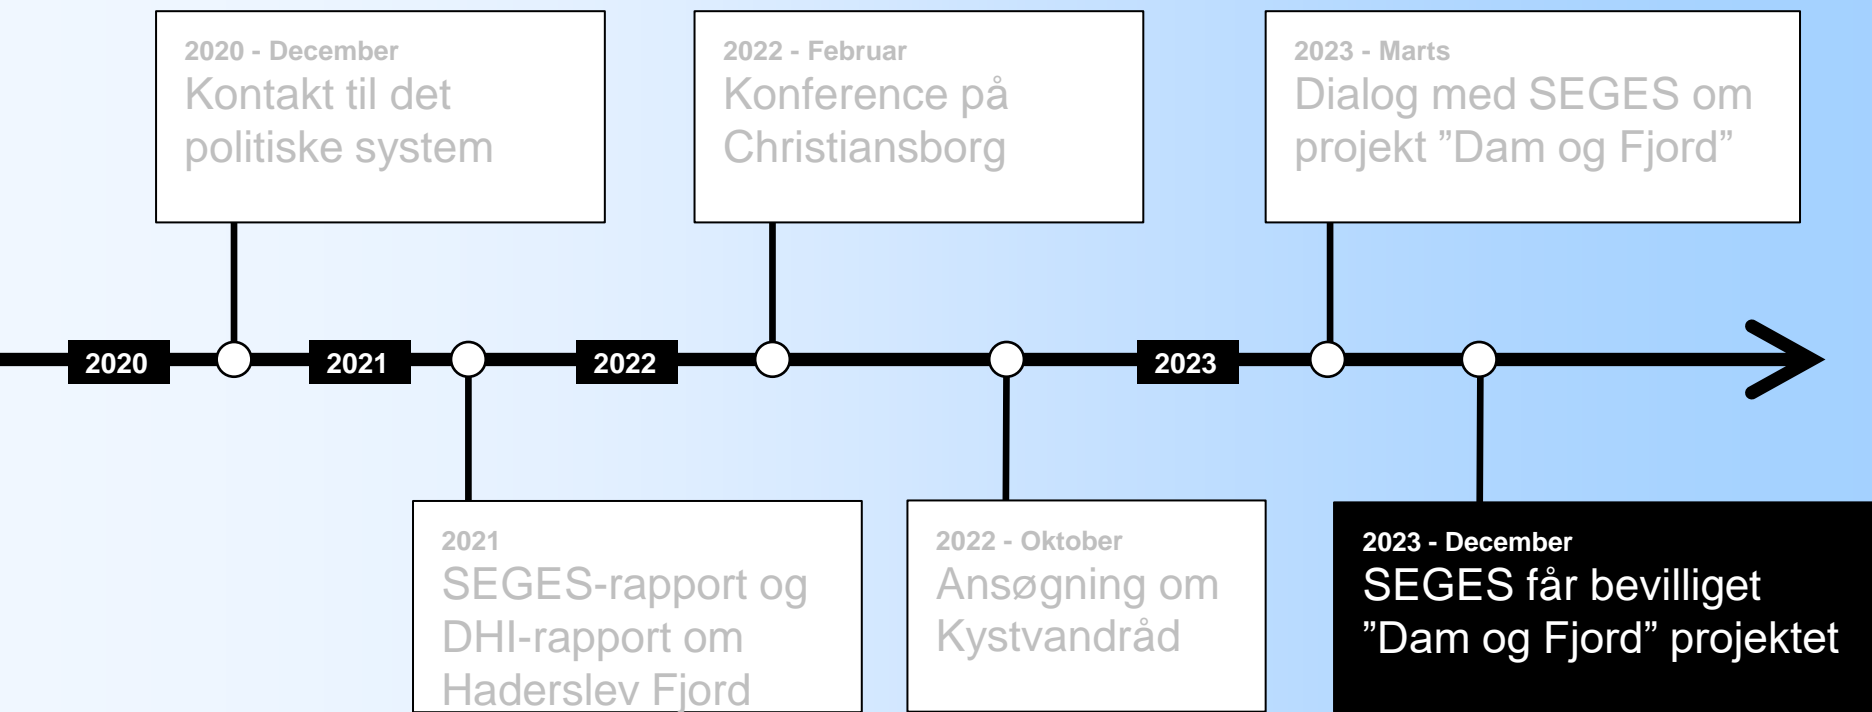 2020 - December
Kontakt til det
politiske system
2022 - Februar
Konference på
Christiansborg
2023 - Marts
Dialog med SEGES om
projekt ”Dam og Fjord”
2020
2021
2022
2023
2021
SEGES-rapport og
DHI-rapport om
Haderslev Fjord
2022 - Oktober
Ansøgning om
Kystvandråd
2023 - December
SEGES får bevilliget
”Dam og Fjord” projektet